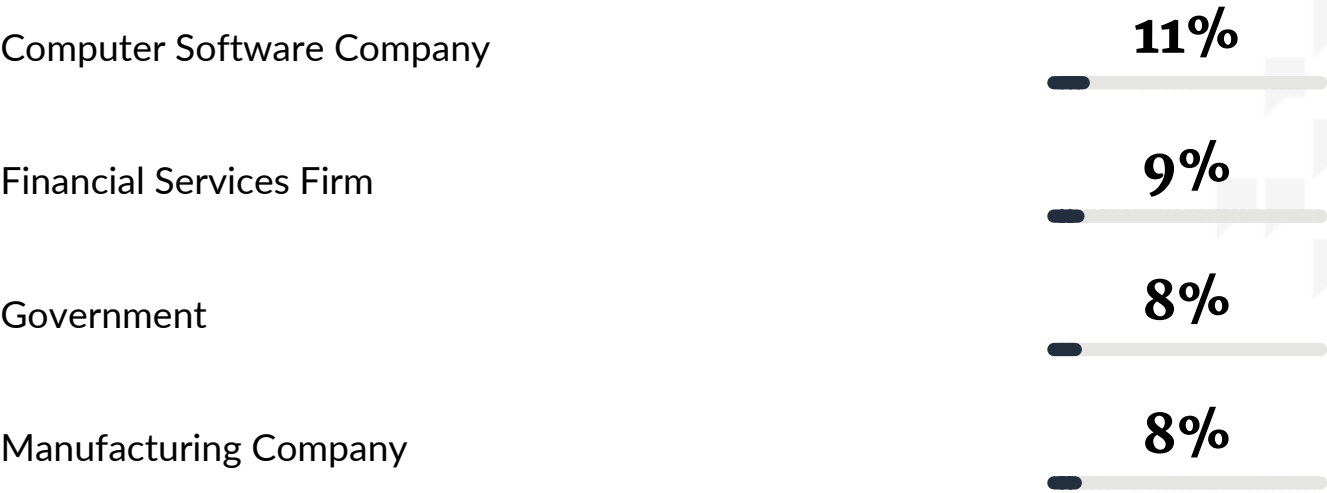 Computer Software Company
11%
Financial Services Firm
9%
Government
8%
Manufacturing Company
8%